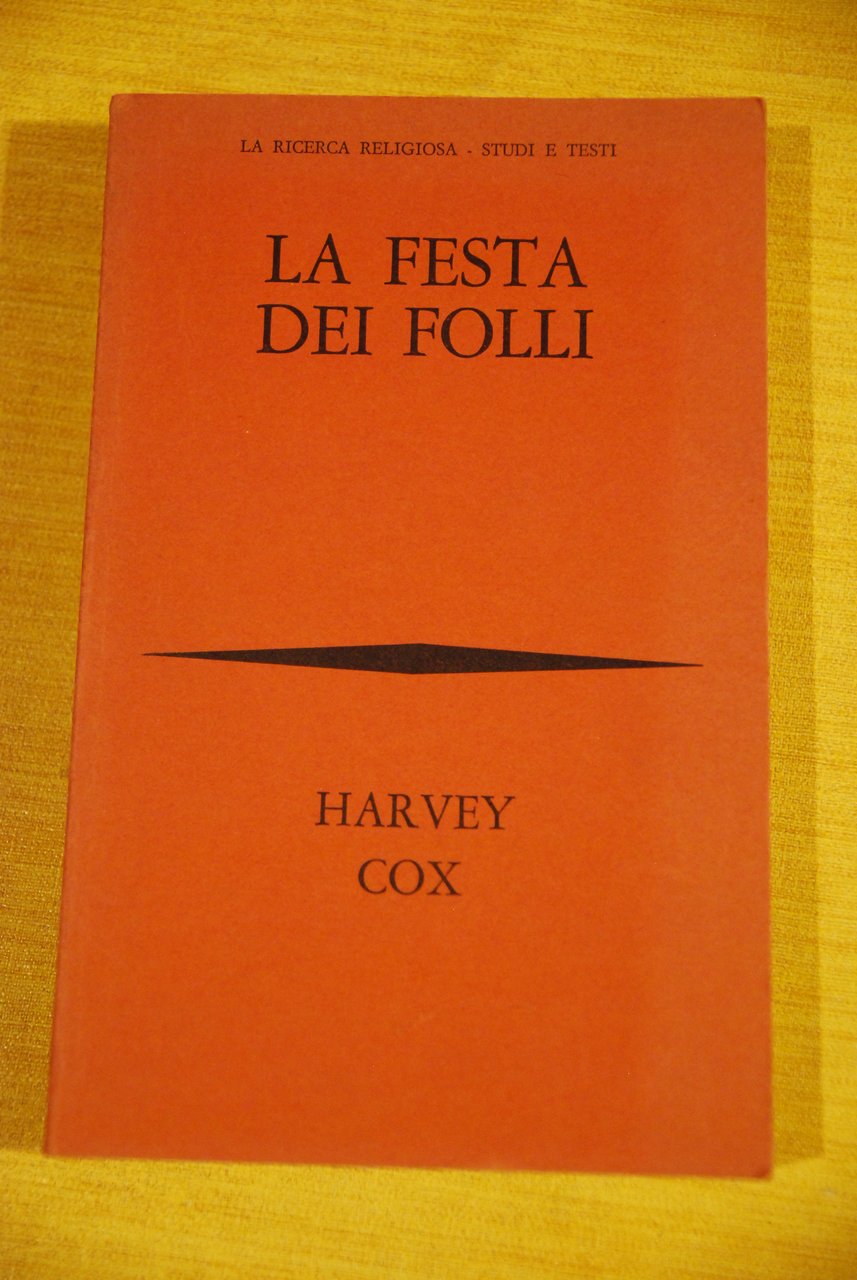 LA RICERCA RELIGIOSA - STUDI E TESTI
LA FESTA
DEI FOLLI
HARVEY
COX